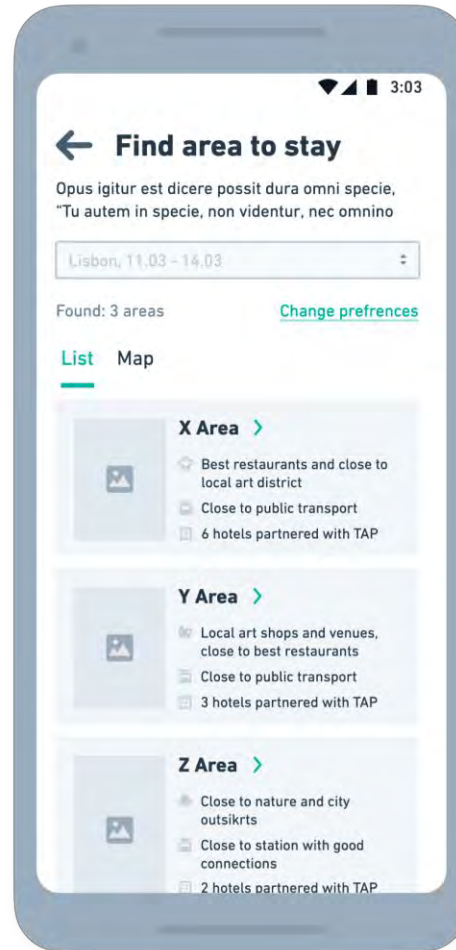 3:03
Find area to stay
Opus igitur est dicere possit dura omni specie,
“Tu autem in specie, non videntur, nec omnino
Lisbon, 11.03 - 14.03
Found: 3 areas
Change prefrences
List Map
X Area
Best restaurants and close to
local art district
Close to public transport
6 hotels partnered with TAP
Y Area
Local art shops and venues,
close to best restaurants
Close to public transport
3 hotels partnered with TAP
Z Area
Close to nature and city
outsikrts
Close to station with good
connections
2 hotels partnered with TAP